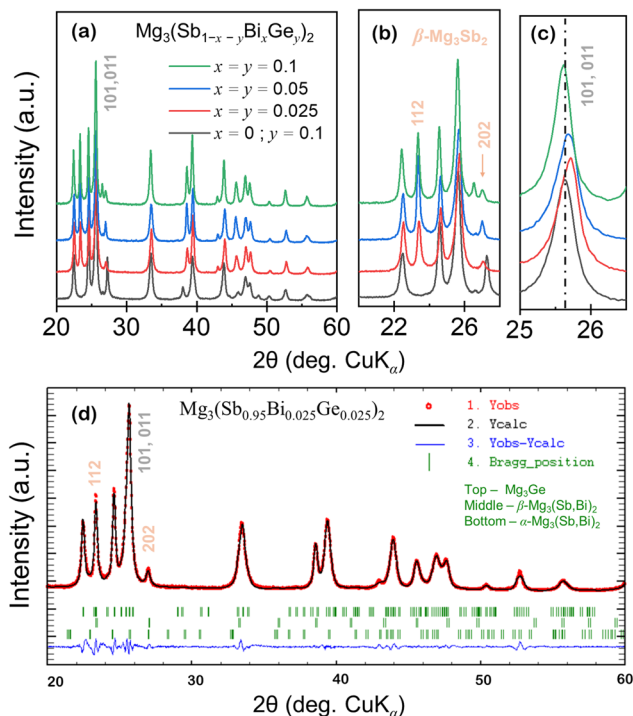 (a) Mg₃(Sb₁₋ₓ₋ᵧBiₓGeᵧ)₂
x = y = 0.1
x = y = 0.05
x = y = 0.025
x = 0 ; y = 0.1
101,011
Intensity (a.u.)
20 30 40 50 60
(b) β-Mg₃Sb₂
112
202
22 24 26 28
(c)
101, 011
25 26
2θ (deg. CuKα)
(d) Mg₃(Sb₀.₉₅Bi₀.₀₂₅Ge₀.₀₂₅)₂
112
101, 011
202
1. Yobs
2. Ycalc
3. Yobs-Ycalc
4. Bragg_position
Top – Mg₃Ge
Middle – β-Mg₃(Sb,Bi)₂
Bottom – α-Mg₃(Sb,Bi)₂
Intensity (a.u.)
20 30 40 50 60
2θ (deg. CuKα)